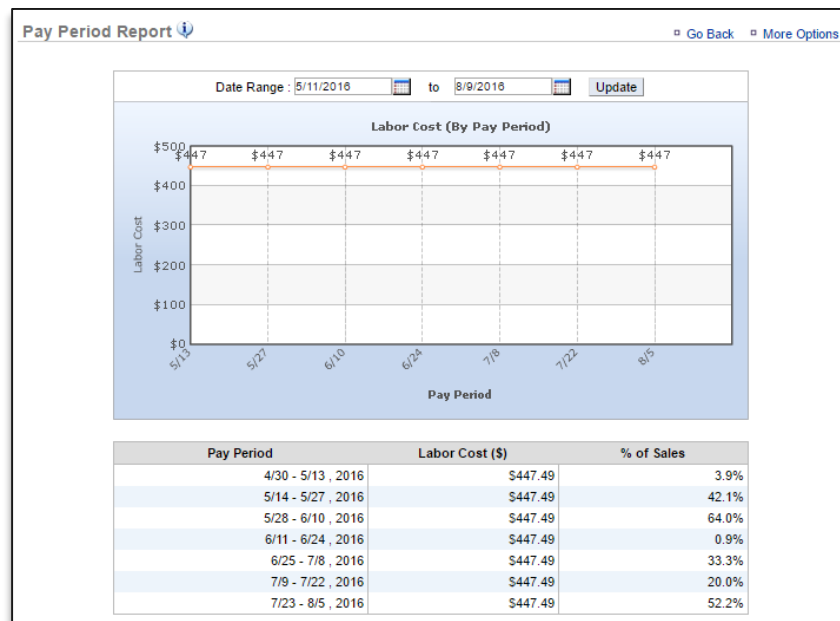 Pay Period Report
Go Back More Options
Date Range : 5/11/2016 to 8/9/2016 Update
Labor Cost (By Pay Period)
$500
$447 $447 $447 $447 $447 $447 $447
$400
$300
Labor Cost
$200
$100
$0
5/13 5/27 6/10 6/24 7/8 7/22 8/5
Pay Period
Pay Period Labor Cost ($) % of Sales
4/30 - 5/13 , 2016 $447.49 3.9%
5/14 - 5/27 , 2016 $447.49 42.1%
5/28 - 6/10 , 2016 $447.49 64.0%
6/11 - 6/24 , 2016 $447.49 0.9%
6/25 - 7/8 , 2016 $447.49 33.3%
7/9 - 7/22 , 2016 $447.49 20.0%
7/23 - 8/5 , 2016 $447.49 52.2%